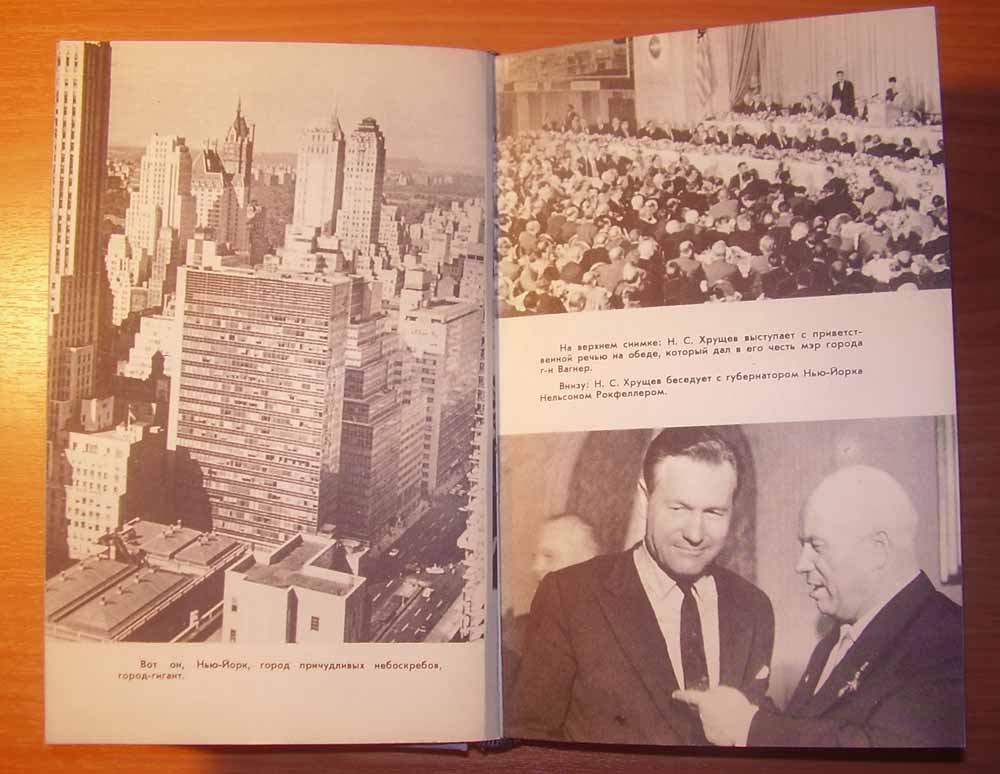 Вот он, Нью-Йорк, город причудливых небоскребов,
город-гигант.
На верхнем снимке: Н. С. Хрущев выступает с приветст-
венной речью на обеде, который дал в его честь мэр города
г-н Вагнер.
Внизу: Н. С. Хрущев беседует с губернатором Нью-Йорка
Нельсоном Рокфеллером.